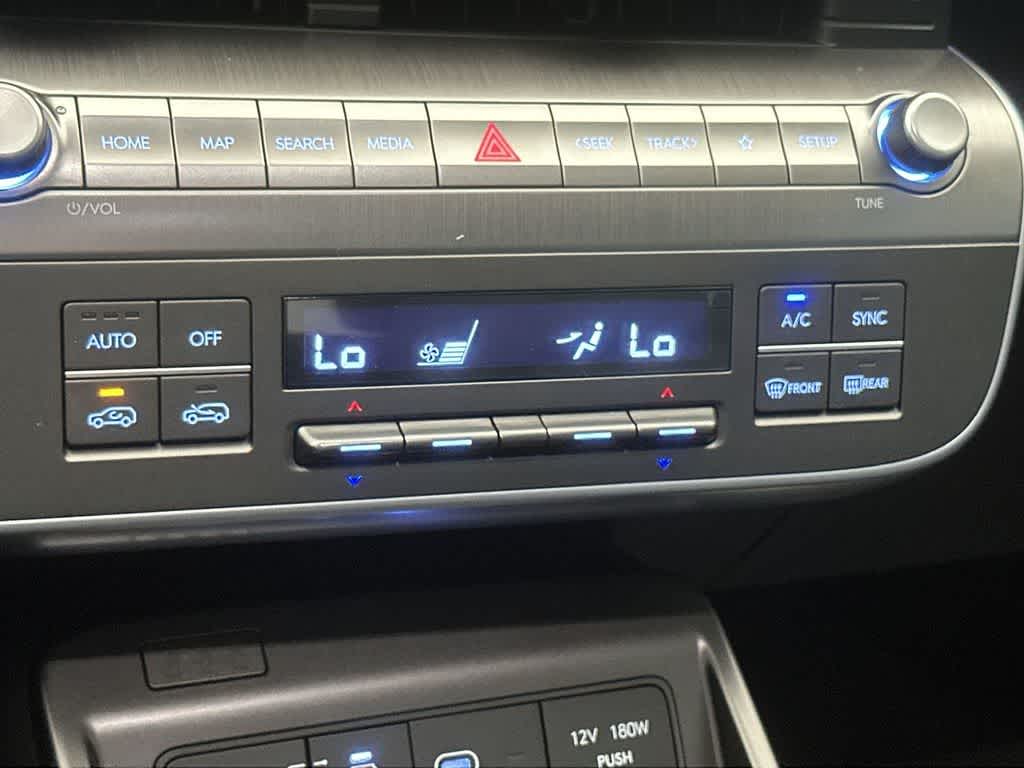 HOME MAP SEARCH MEDIA <SEEK TRACK> SETUP
/VOL TUNE
AUTO OFF
Lo Lo
A/C SYNC
FRONT REAR
12V 180W
PUSH